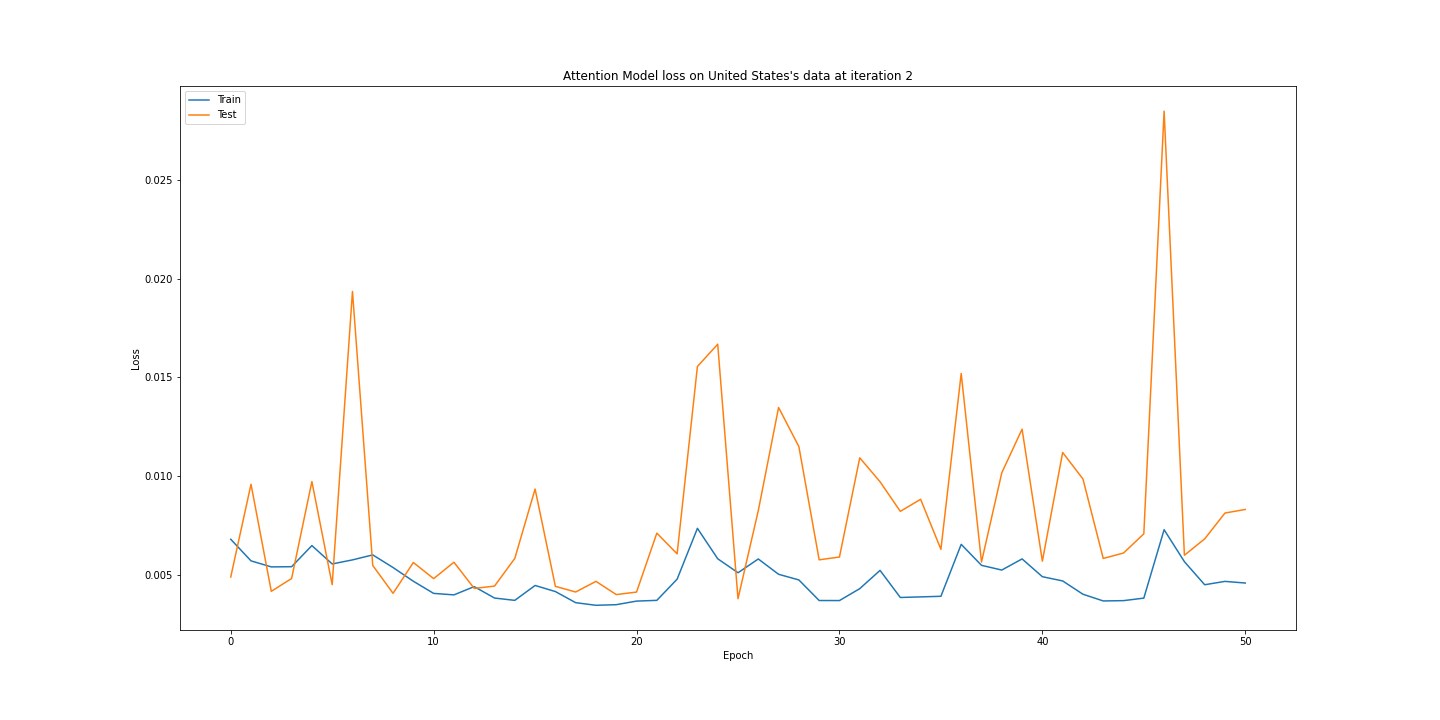 Attention Model loss on United States's data at iteration 2
Train
Test
0.025
0.020
0.015
0.010
0.005
Loss
0 10 20 30 40 50
Epoch